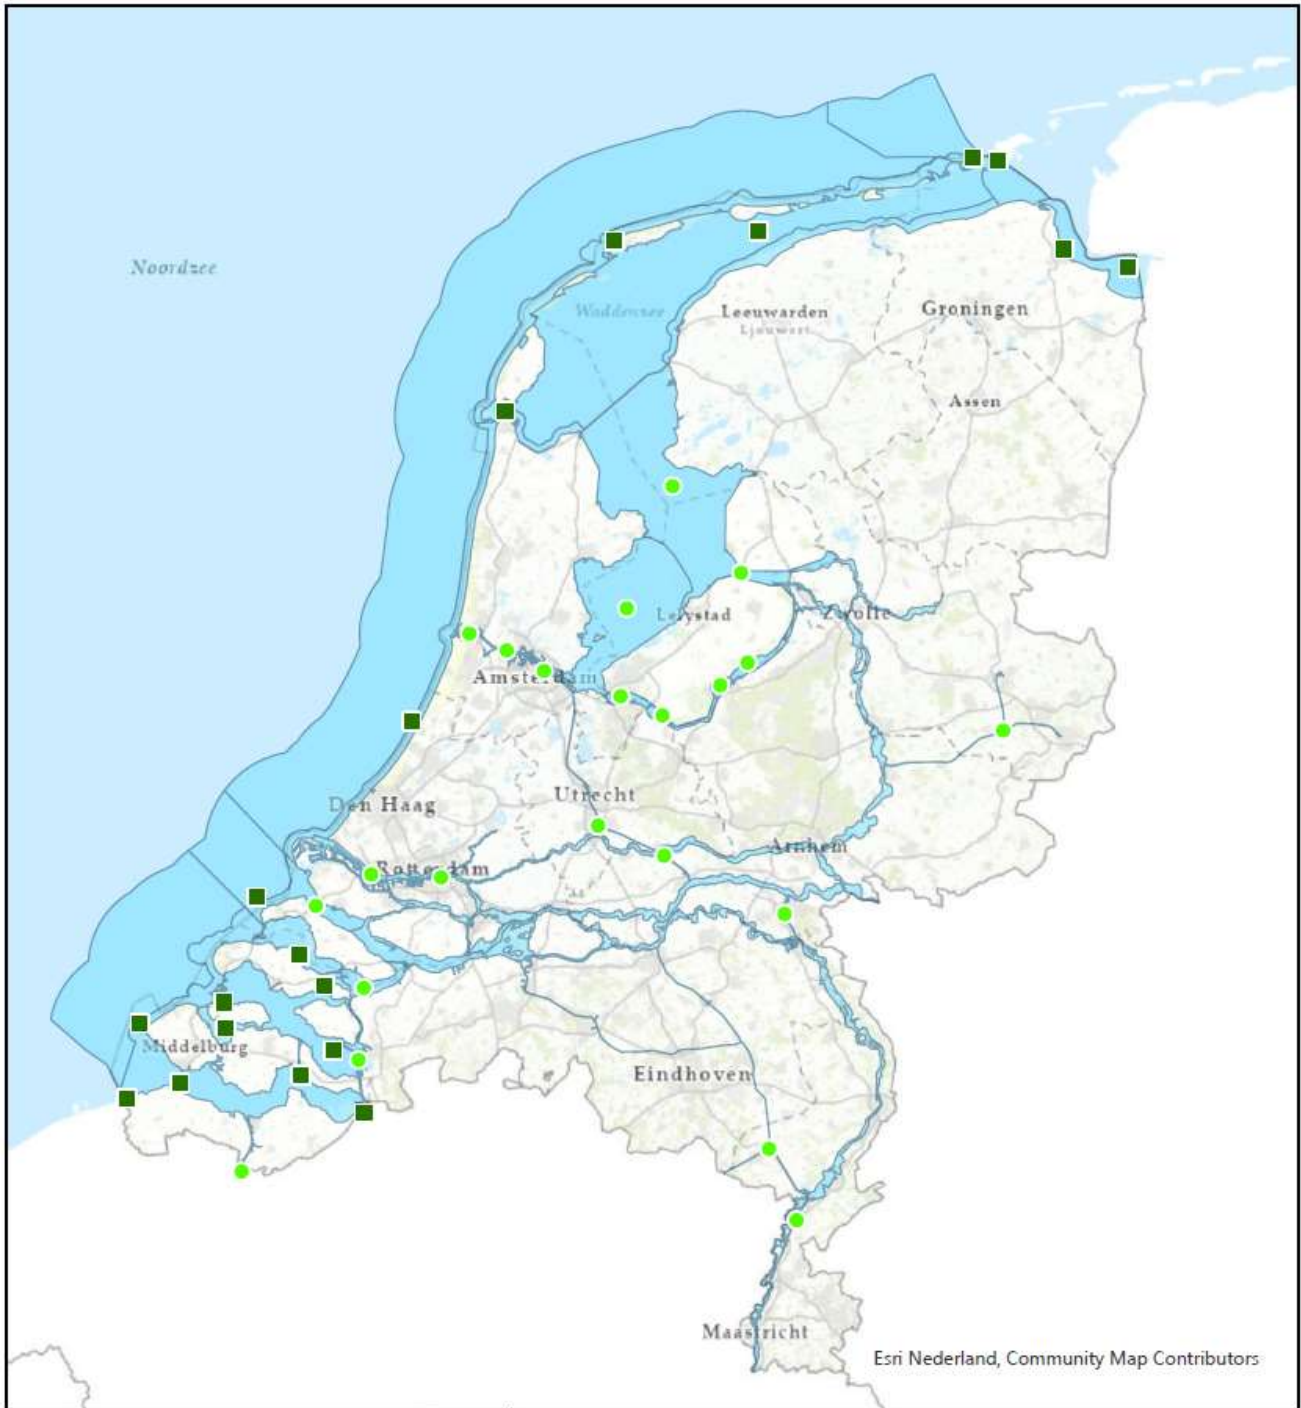 Noordzee
Waddenzee
Leeuwarden
Ljouwert
Groningen
Assen
Lelystad
Zwolle
Amsterdam
Den Haag
Utrecht
Arnhem
Rotterdam
Middelburg
Eindhoven
Maastricht
Esri Nederland, Community Map Contributors